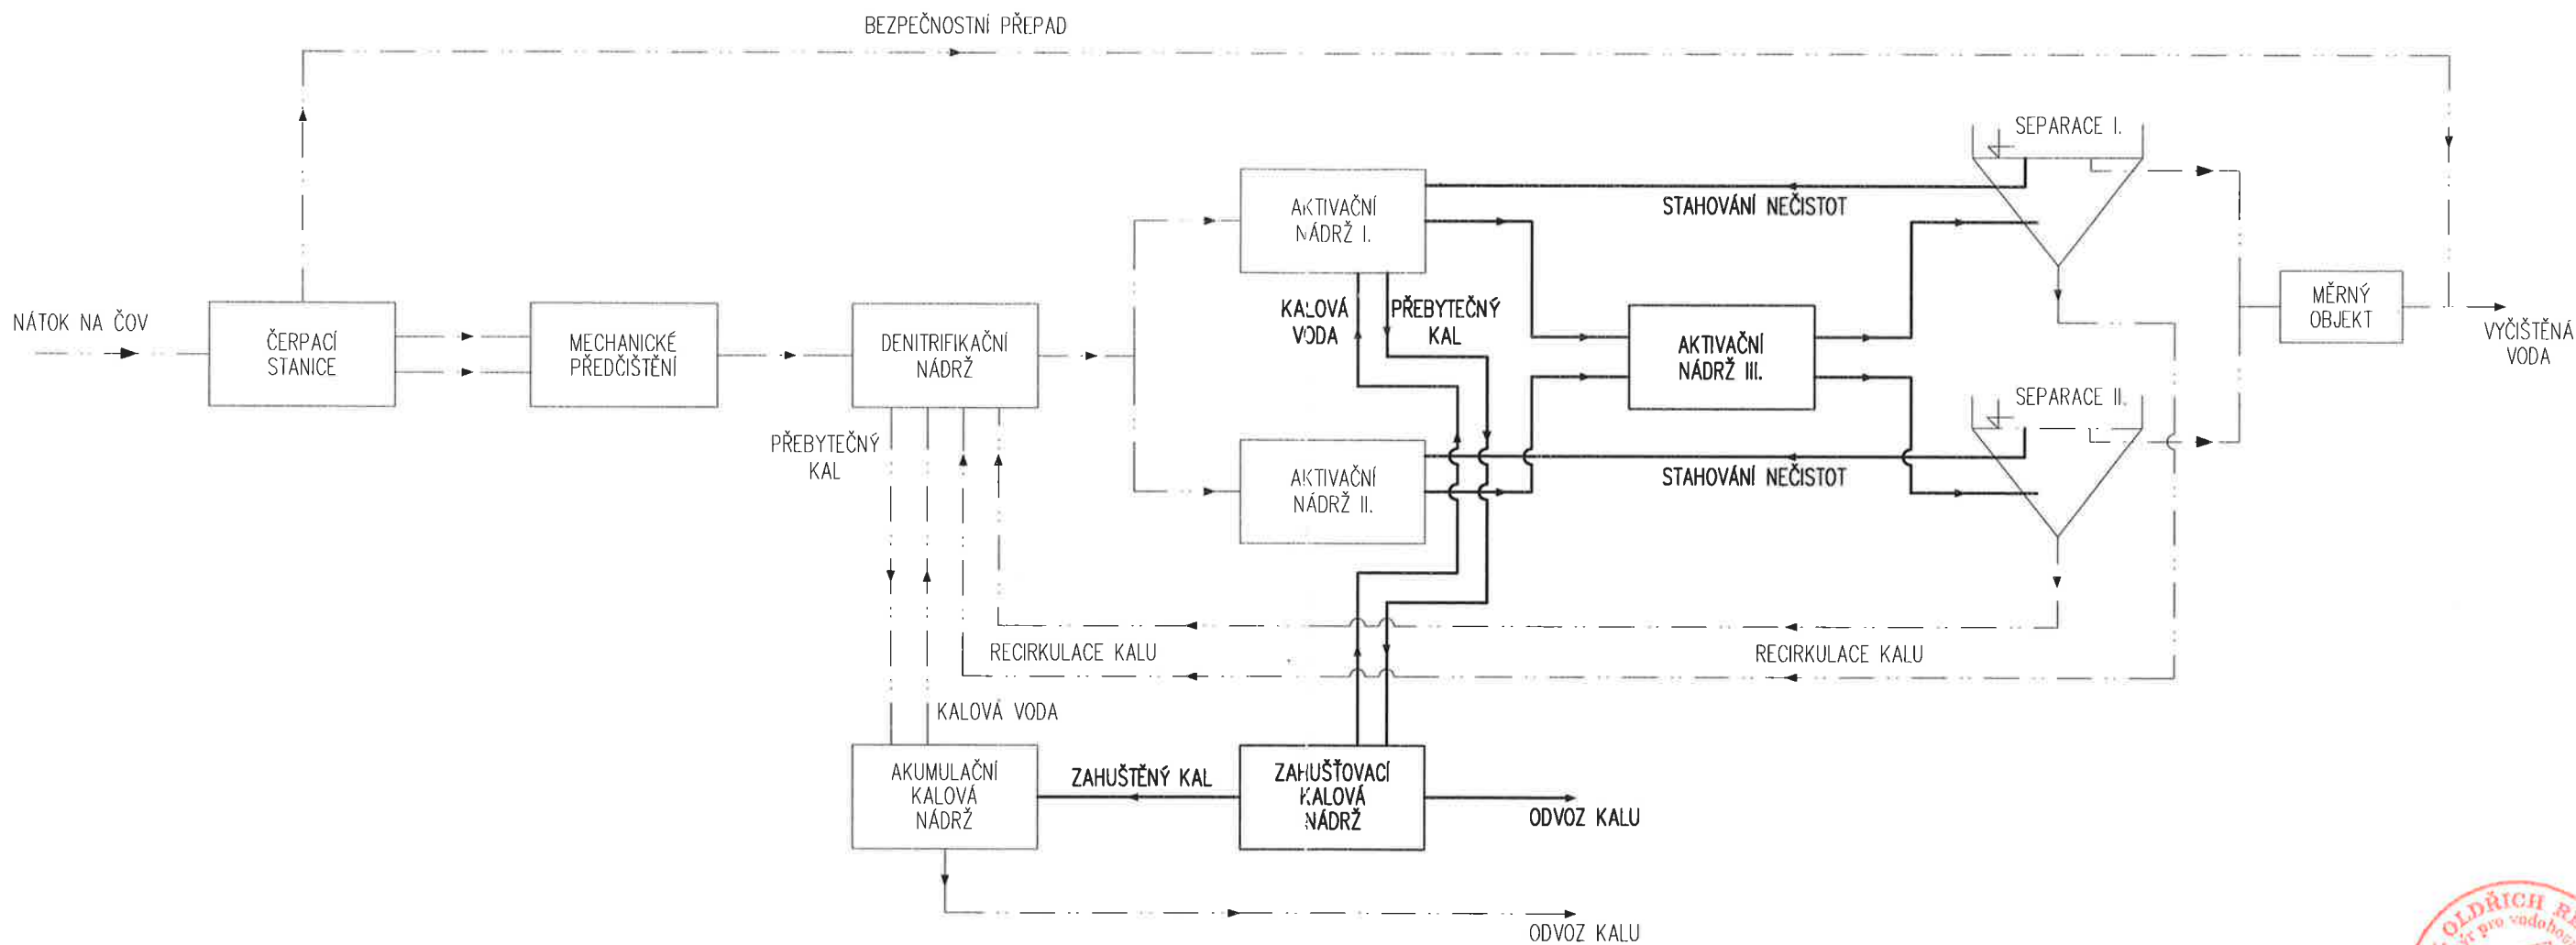 BEZPEČNOSTNÍ PŘEPAD
NÁTOK NA ČOV
ČERPACÍ
STANICE
MECHANICKÉ
PŘEDČIŠTĚNÍ
DENITRIFIKAČNÍ
NÁDRŽ
AKTIVAČNÍ
NÁDRŽ I.
STAHOVÁNÍ NEČISTOT
SEPARACE I.
KALOVÁ
VODA
PŘEBYTEČNÝ
KAL
AKTIVAČNÍ
NÁDRŽ III.
MĚRNÝ
OBJEKT
VYČIŠTĚNÁ
VODA
SEPARACE II.
PŘEBYTEČNÝ
KAL
AKTIVAČNÍ
NÁDRŽ II.
STAHOVÁNÍ NEČISTOT
RECIRKULACE KALU
RECIRKULACE KALU
KALOVÁ VODA
AKUMULAČNÍ
KALOVÁ
NÁDRŽ
ZAHUŠTĚNÝ KAL
ZAHUŠŤOVACÍ
KALOVÁ
NÁDRŽ
ODVOZ KALU
ODVOZ KALU
OLDŘICH
pro